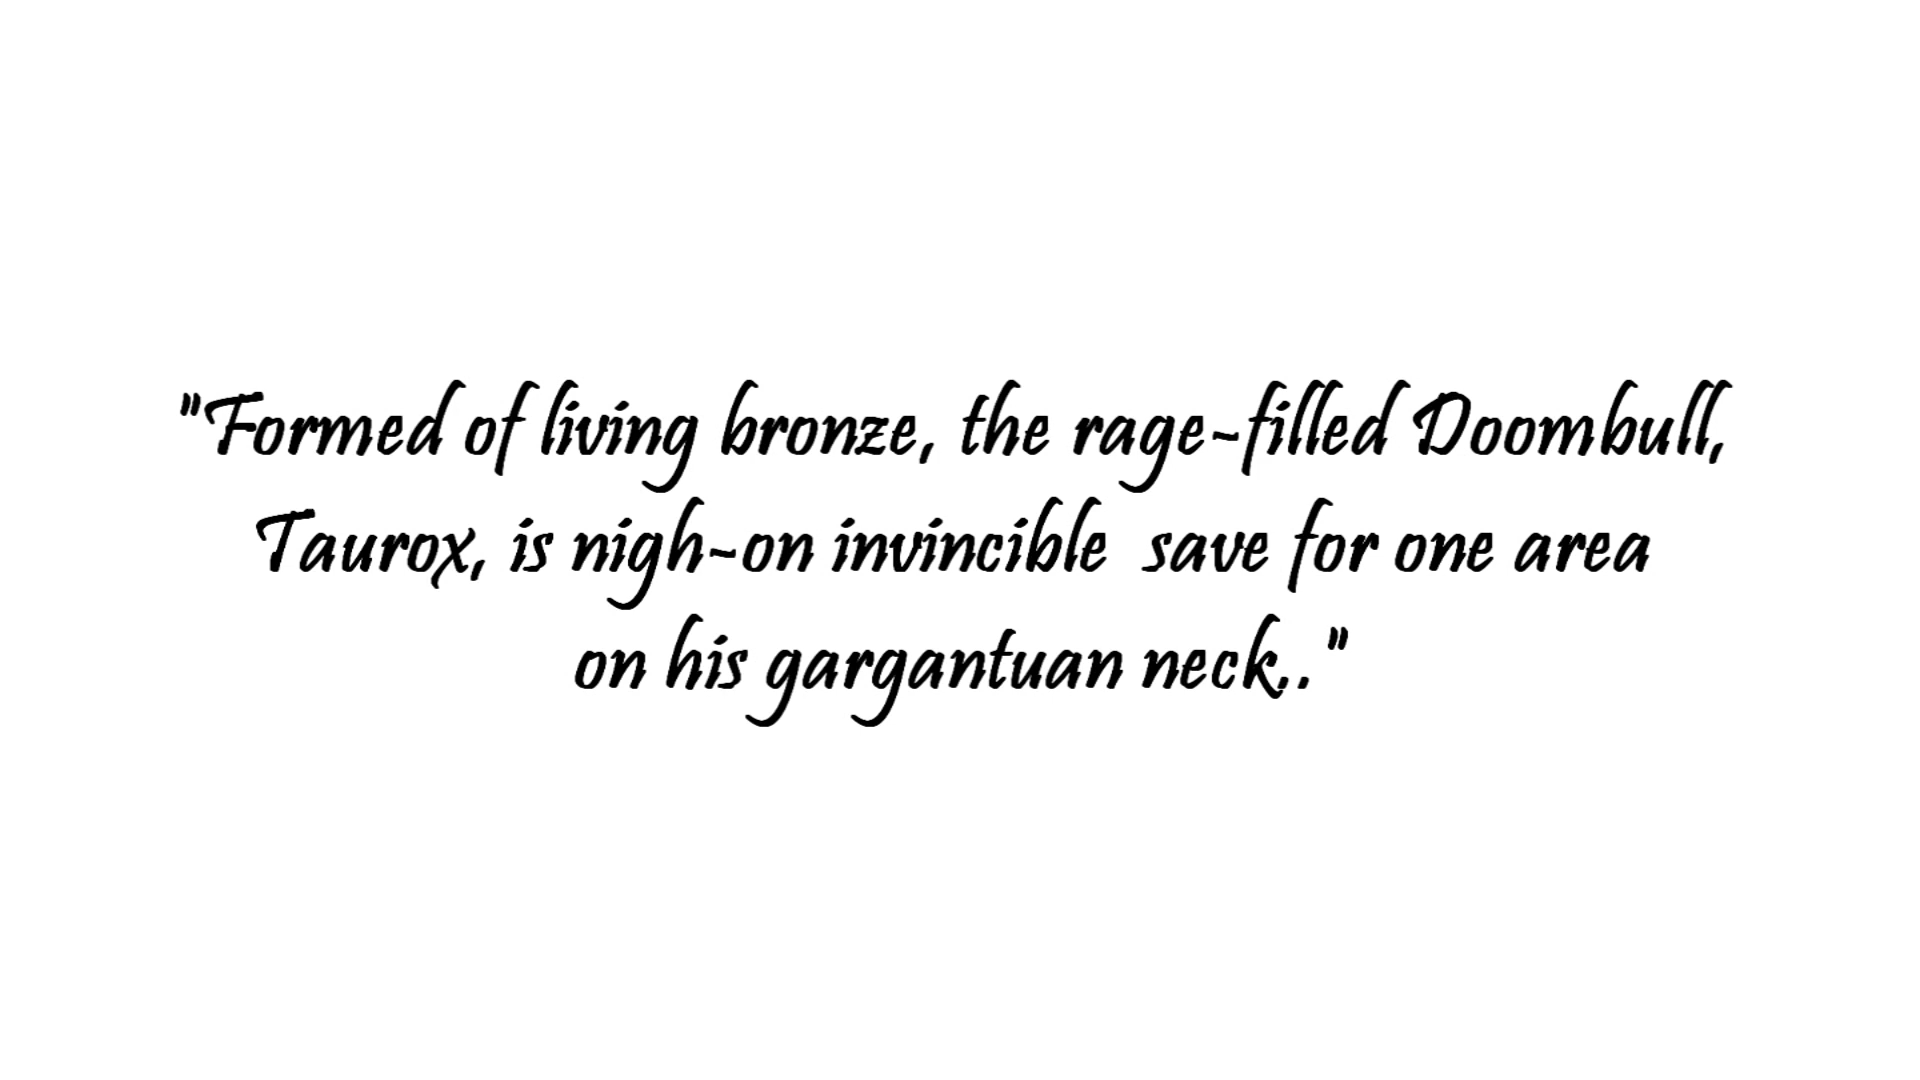 "Formed of living bronze, the rage-filled Doombull,
Taurox, is nigh-on invincible  save for one area
on his gargantuan neck.."